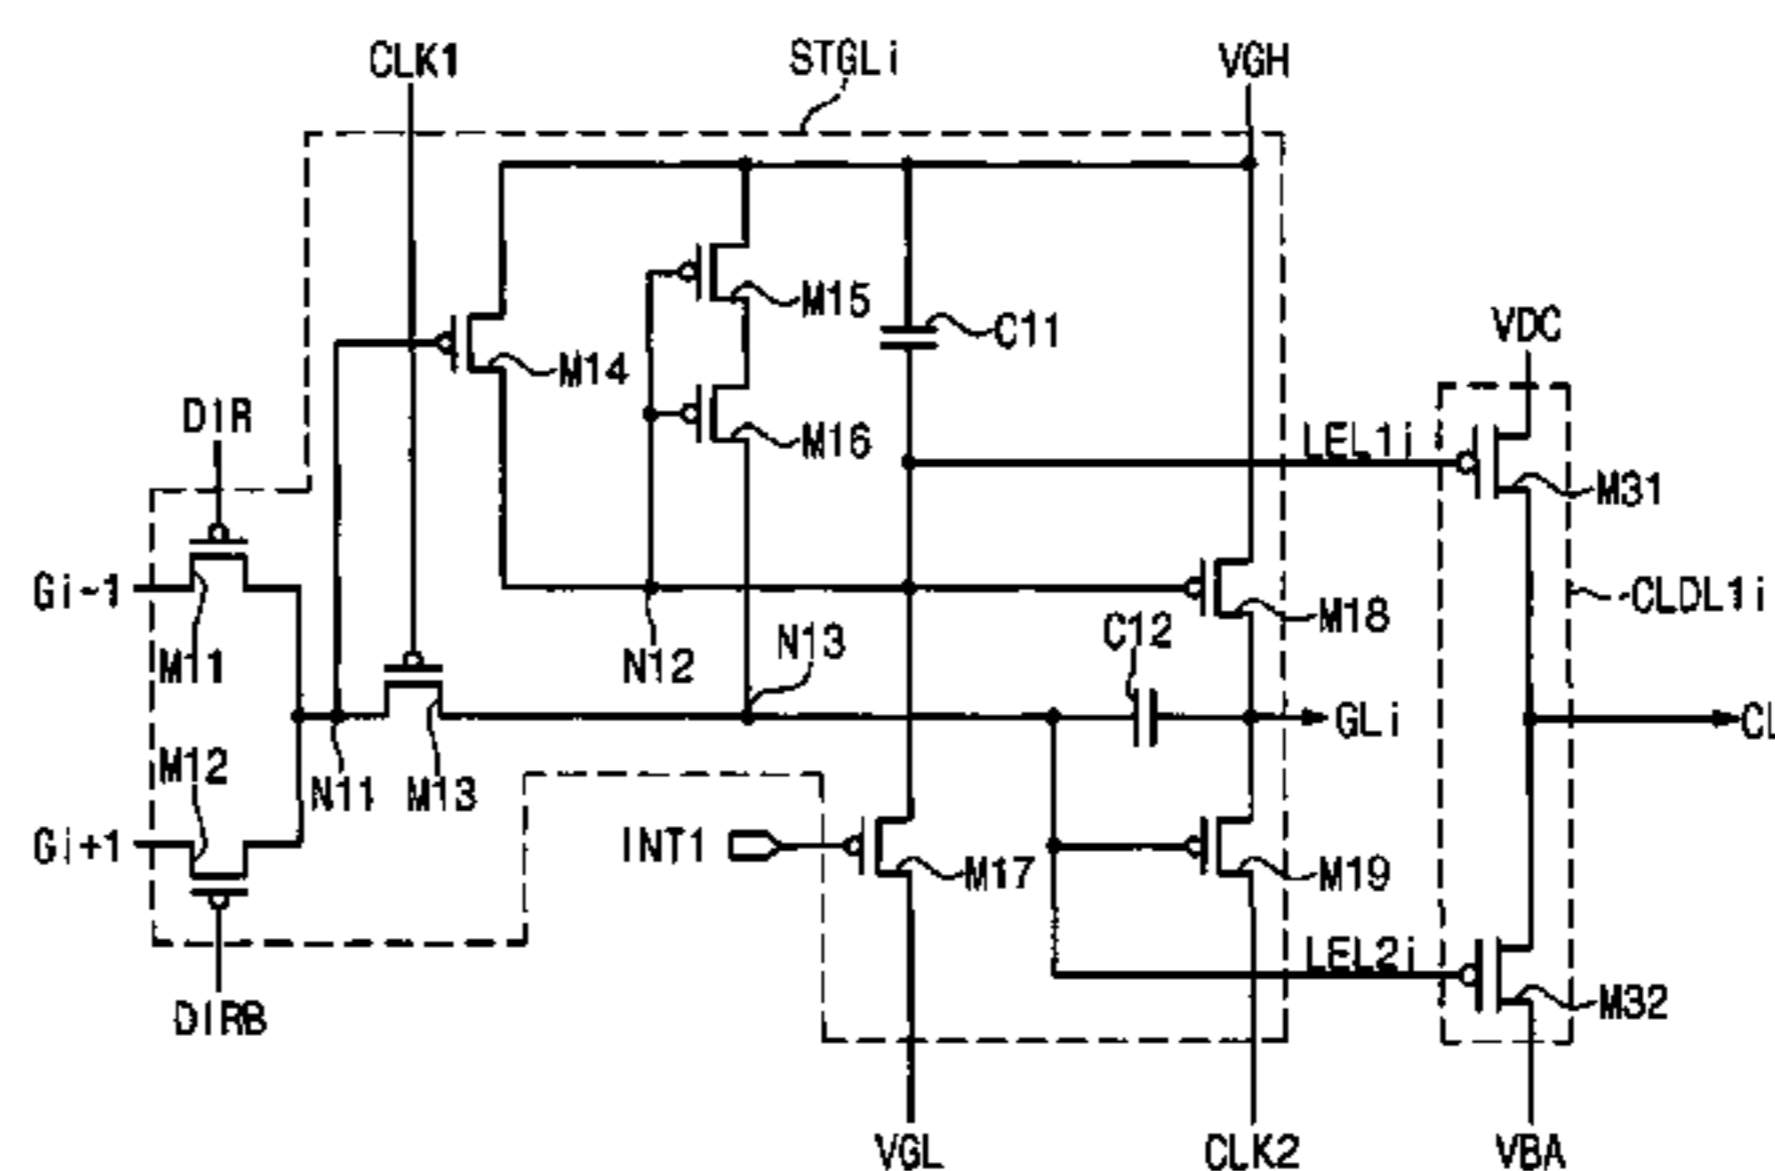 CLK1
STGLi
VGH
M15
C11
VDC
M14
DIR
M16
LEL1i
M31
Gi-1
M11
N12
N13
C12
M18
CLDL1i
M12
N11
M13
GLi
CL
Gi+1
INT1
M17
M19
DIRB
LEL2i
M32
VGL
CLK2
VBA